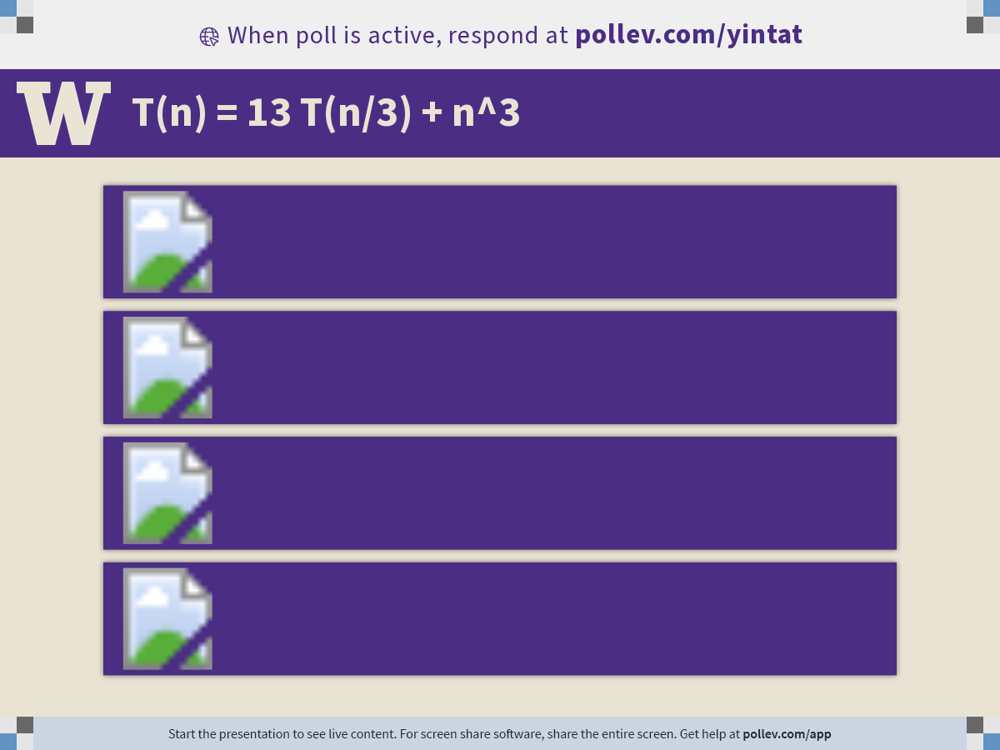 When poll is active, respond at pollev.com/yintat
W T(n) = 13 T(n/3) + n^3
Start the presentation to see live content. For screen share software, share the entire screen. Get help at pollev.com/app